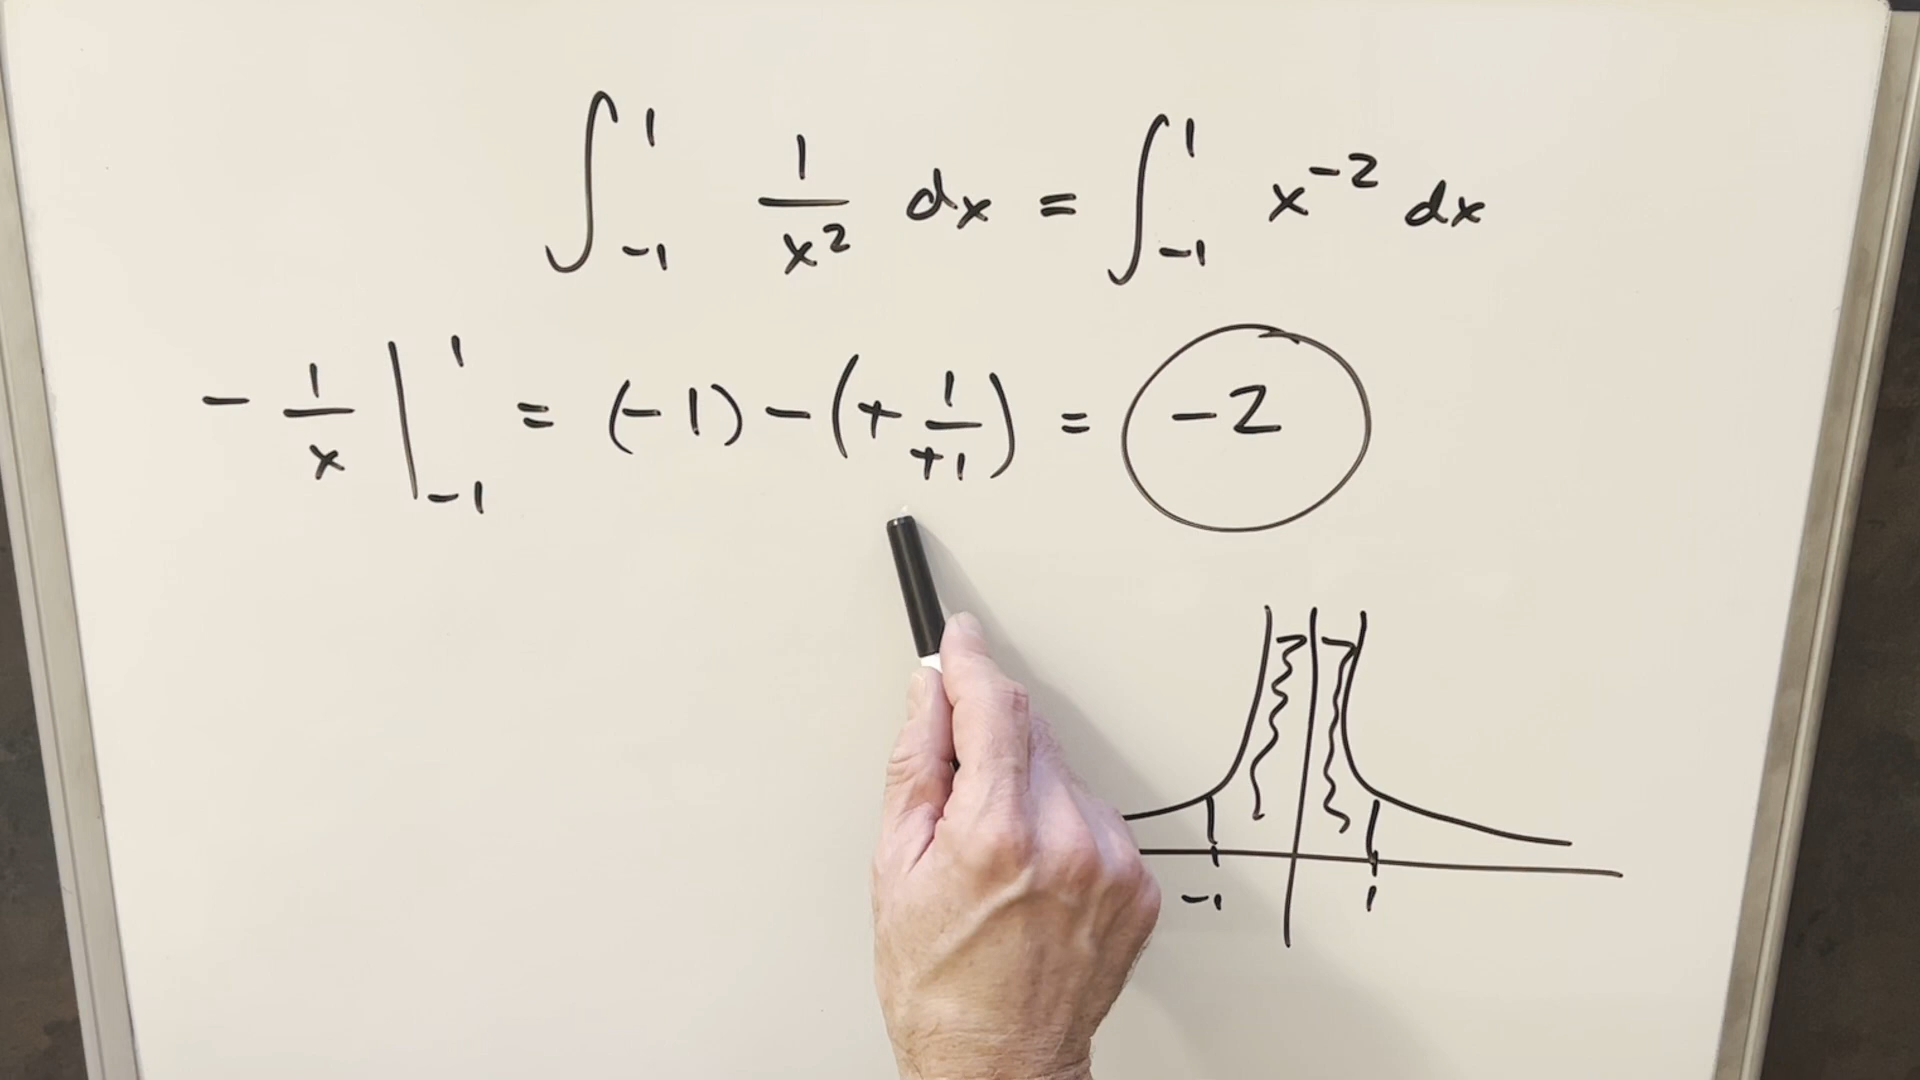 ∫_{-1}^{1} 1/x² dx = ∫_{-1}^{1} x⁻² dx
- 1/x |_{-1}^{1} = (-1) - (+ 1/+1) = -2
-1 1